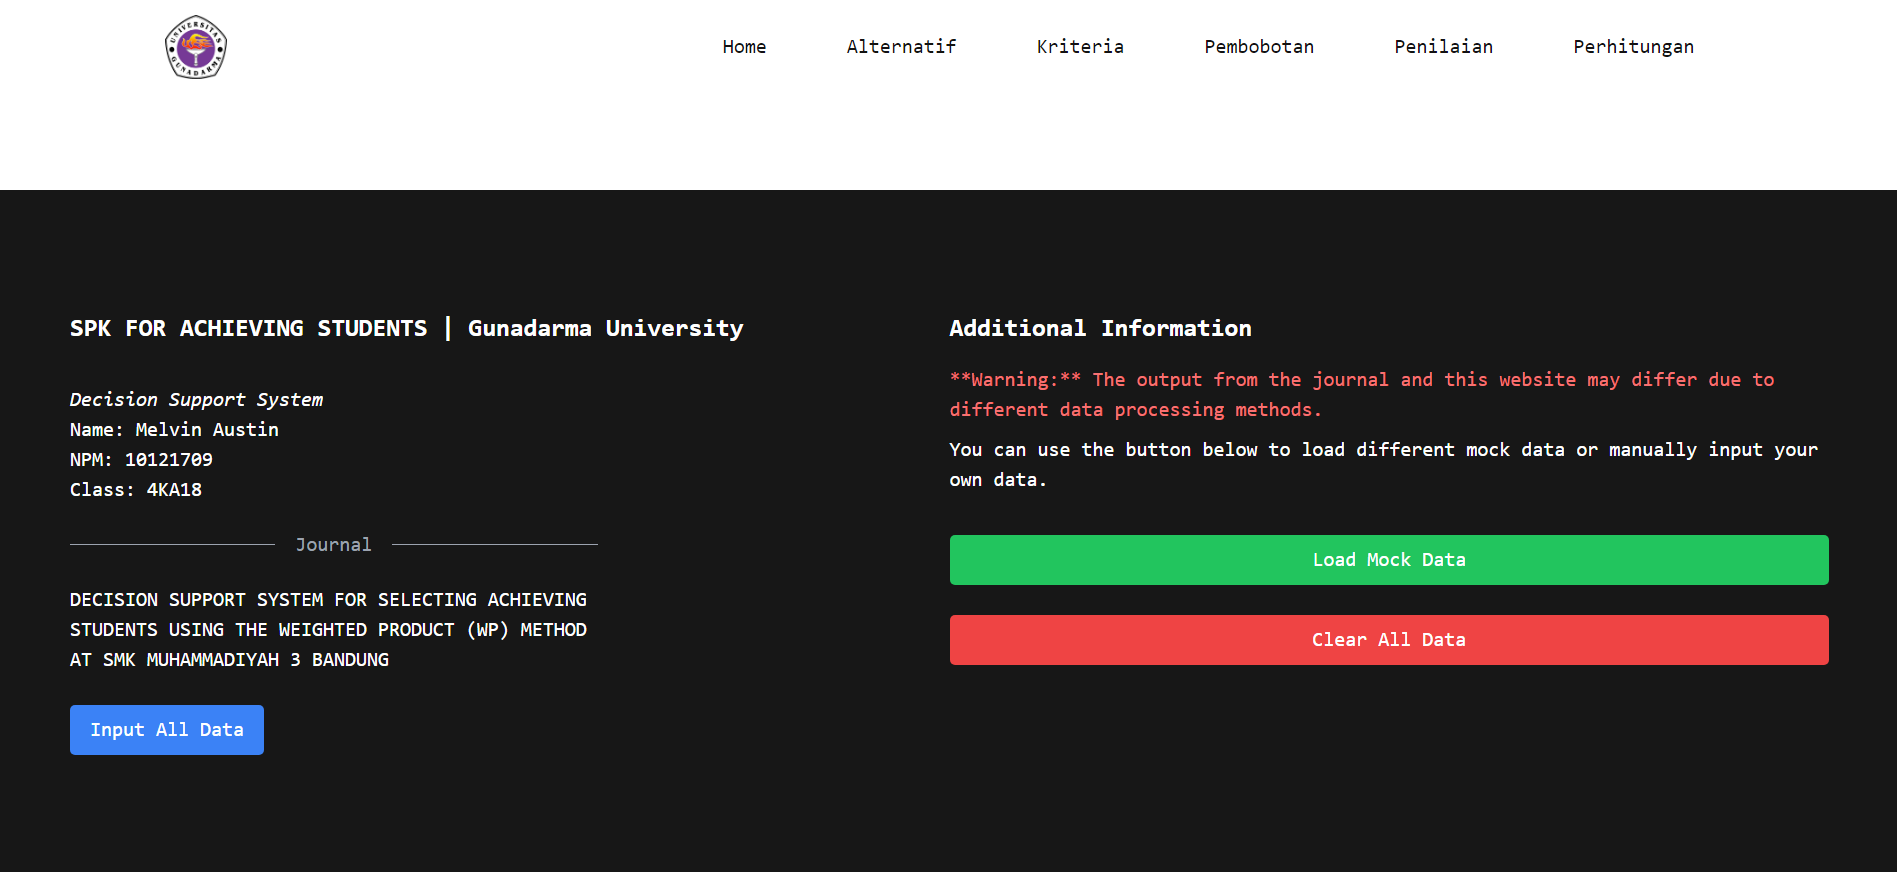 UNIVERSITAS GUNADARMA
Home Alternatif Kriteria Pembobotan Penilaian Perhitungan
SPK FOR ACHIEVING STUDENTS | Gunadarma University
Decision Support System
Name: Melvin Austin
NPM: 10121709
Class: 4KA18
Journal
DECISION SUPPORT SYSTEM FOR SELECTING ACHIEVING
STUDENTS USING THE WEIGHTED PRODUCT (WP) METHOD
AT SMK MUHAMMADIYAH 3 BANDUNG
Input All Data
Additional Information
**Warning:** The output from the journal and this website may differ due to
different data processing methods.
You can use the button below to load different mock data or manually input your
own data.
Load Mock Data
Clear All Data